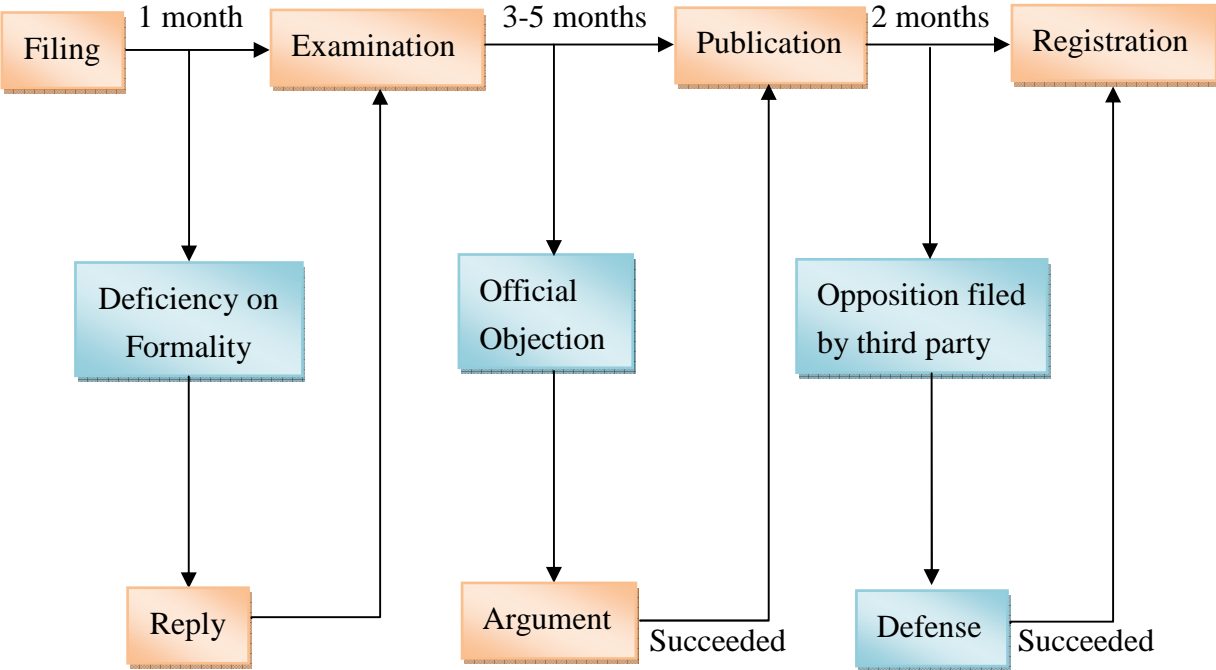 1 month
3-5 months
2 months
Filing
Examination
Publication
Registration
Deficiency on
Formality
Official
Objection
Opposition filed
by third party
Reply
Argument
Succeeded
Defense
Succeeded